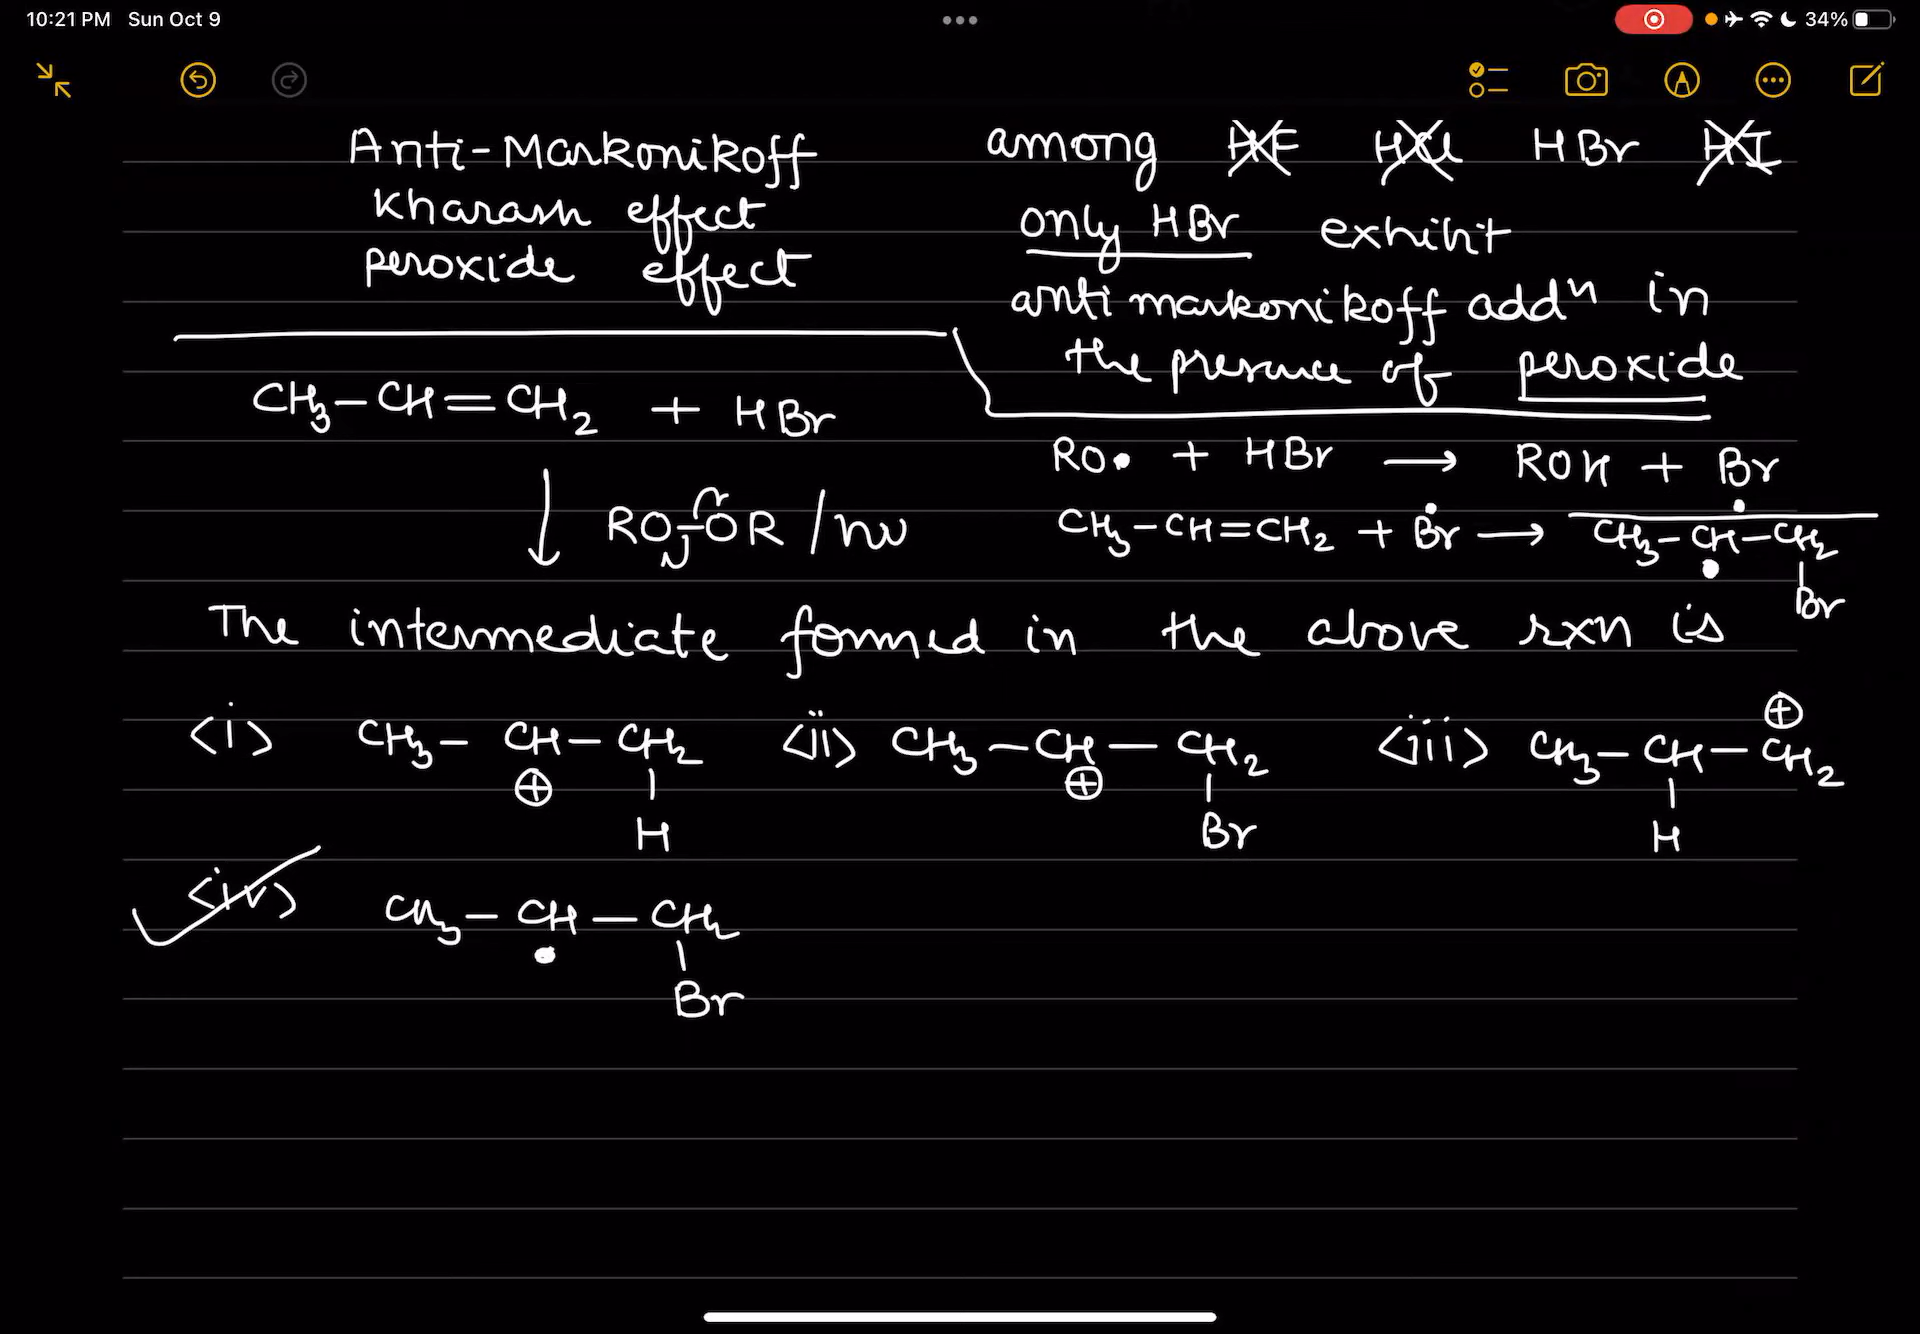 10:21 PM Sun Oct 9
34%
Anti-Markonikoff
Kharash effect
peroxide effect
among HF HCl HBr HI
only HBr exhibit
anti markonikoff addⁿ in
the presence of peroxide
CH₃-CH=CH₂ + HBr
RO-OR /hν
RO• + HBr → ROH + Br•
CH₃-CH=CH₂ + Br• → CH₃-CH•-CH₂
Br
The intermediate formed in the above rxn is
<i> CH₃-CH-CH₂
⊕ H
<ii> CH₃-CH-CH₂
⊕ Br
<iii> CH₃-CH-CH₂⊕
H
<iv> CH₃-CH-CH₂
• Br